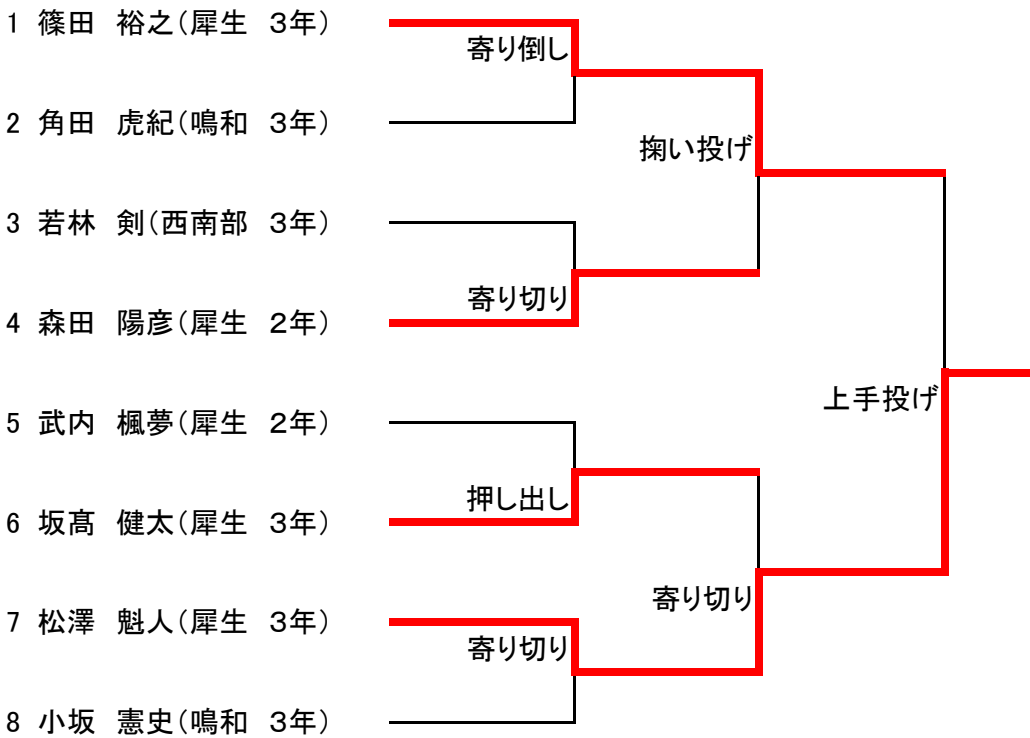 1 篠田 裕之（犀生 3年）
寄り倒し
2 角田 虎紀（鳴和 3年）
掬い投げ
3 若林 剣（西南部 3年）
寄り切り
4 森田 陽彦（犀生 2年）
上手投げ
5 武内 楓夢（犀生 2年）
押し出し
6 坂髙 健太（犀生 3年）
寄り切り
7 松澤 魁人（犀生 3年）
寄り切り
8 小坂 憲史（鳴和 3年）